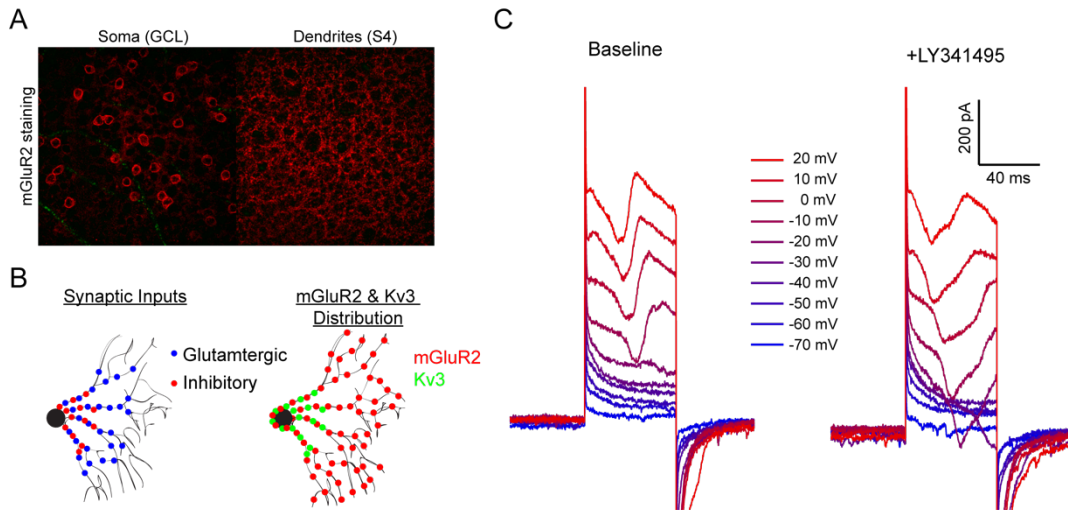 A
Soma (GCL)
Dendrites (S4)
mGluR2 staining
B
Synaptic Inputs
Glutamtergic
Inhibitory
mGluR2 & Kv3
Distribution
mGluR2
Kv3
C
Baseline
+LY341495
200 pA
40 ms
20 mV
10 mV
0 mV
-10 mV
-20 mV
-30 mV
-40 mV
-50 mV
-60 mV
-70 mV